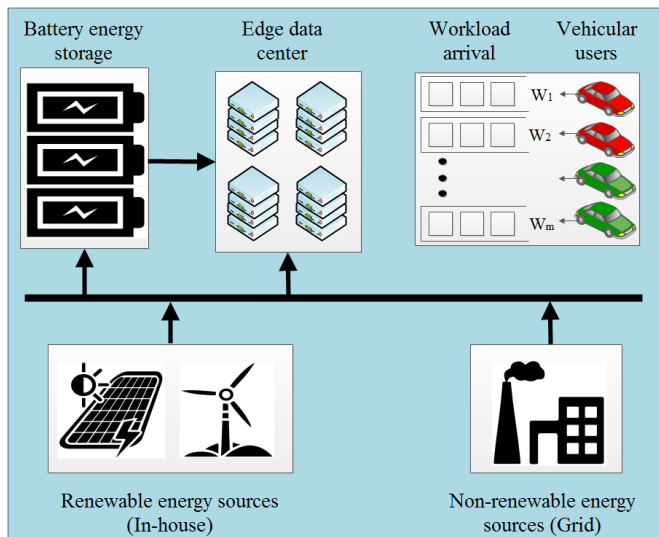 Battery energy
storage
Edge data
center
Workload
arrival
Vehicular
users
W1
W2
Wm
Renewable energy sources
(In-house)
Non-renewable energy
sources (Grid)